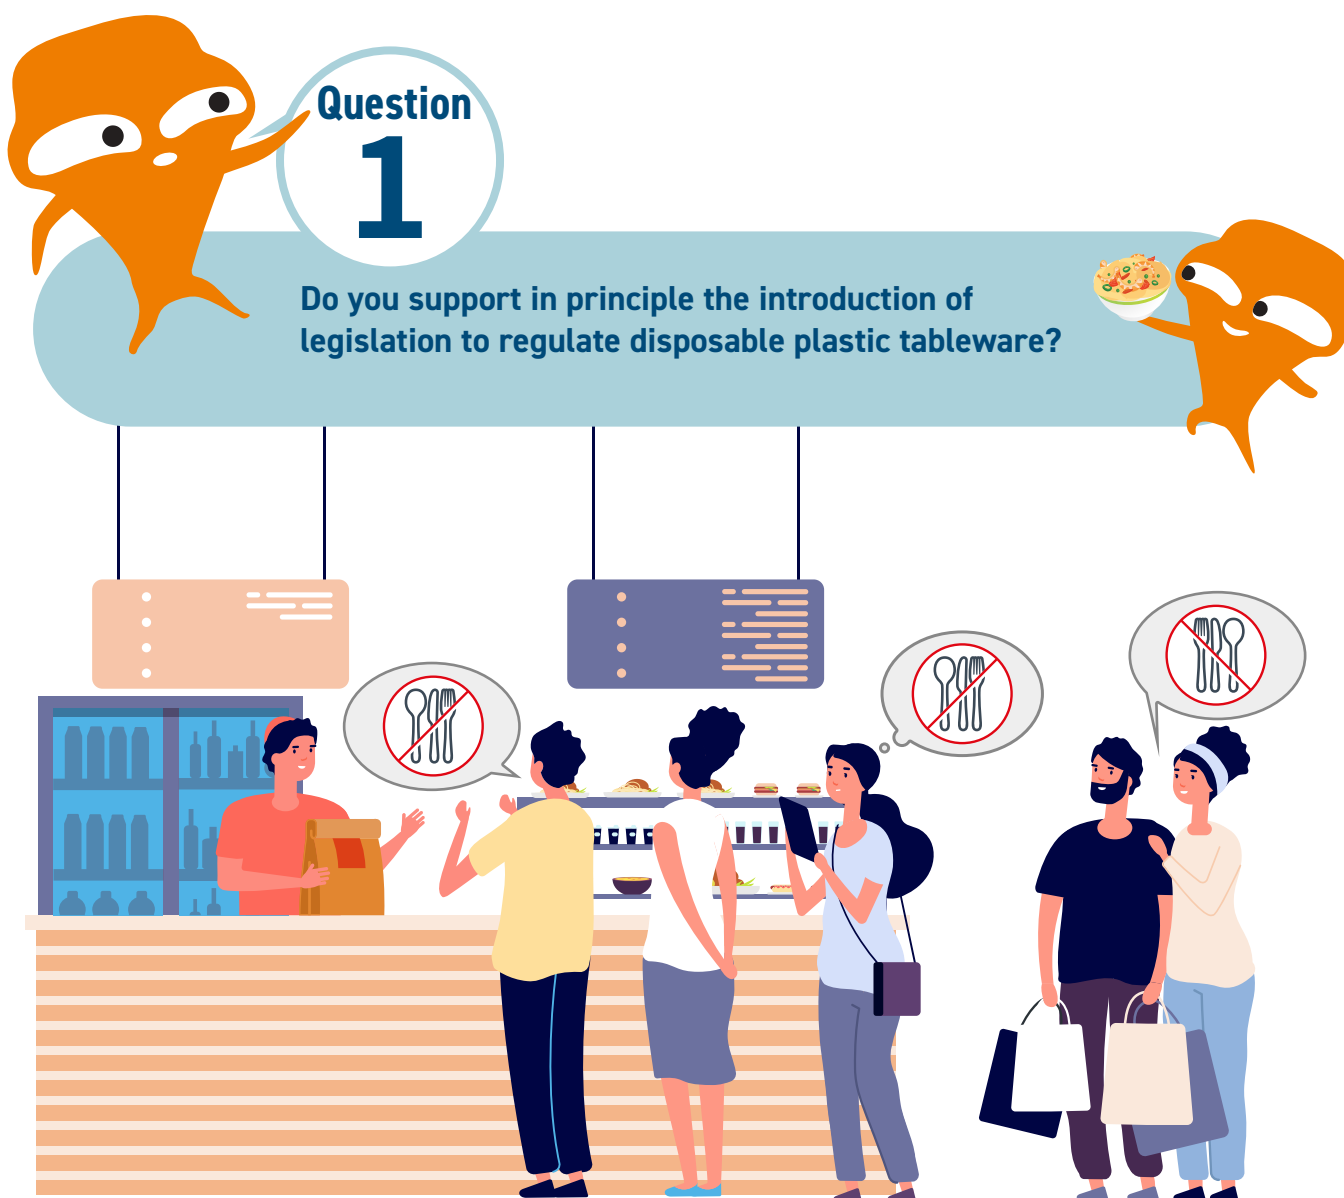 Question
1
Do you support in principle the introduction of
legislation to regulate disposable plastic tableware?